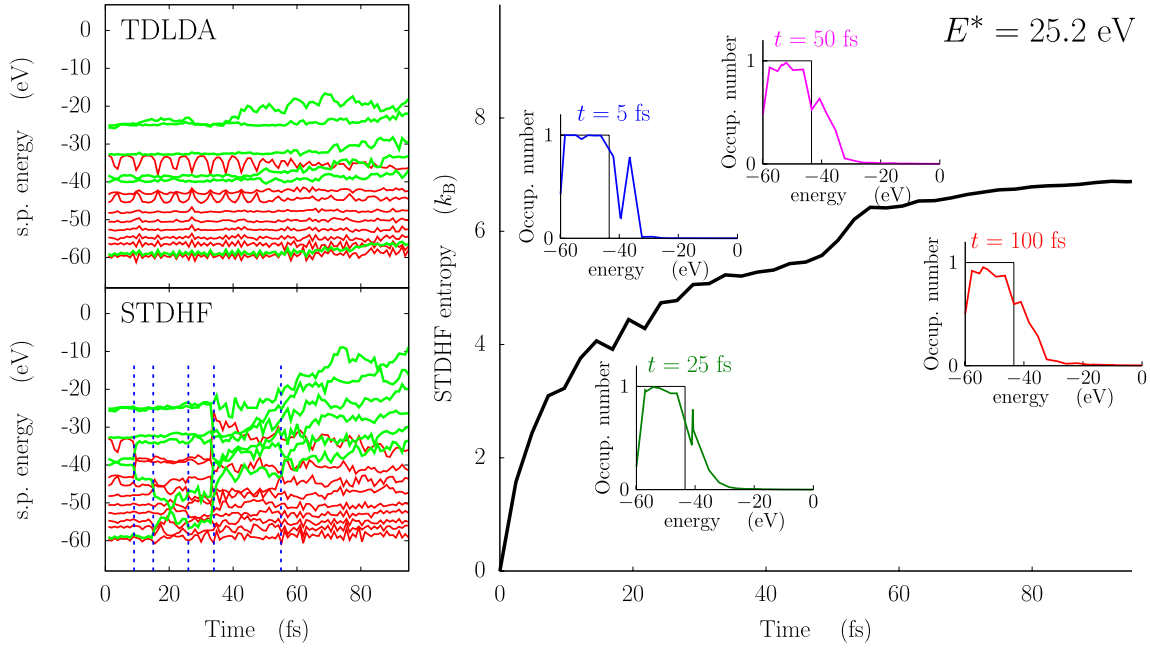 TDLDA
0
-10
-20
-30
-40
-50
-60
s.p. energy (eV)
STDHF
0
-10
-20
-30
-40
-50
-60
s.p. energy (eV)
0 20 40 60 80
Time (fs)
E* = 25.2 eV
8
6
4
2
0
STDHF entropy (kB)
0 20 40 60 80
Time (fs)
t = 5 fs
Occup. number
1
0
−60 −40 −20 0
energy (eV)
t = 50 fs
Occup. number
1
0
−60 −40 −20 0
energy (eV)
t = 100 fs
Occup. number
1
0
−60 −40 −20 0
energy (eV)
t = 25 fs
Occup. number
1
0
−60 −40 −20 0
energy (eV)